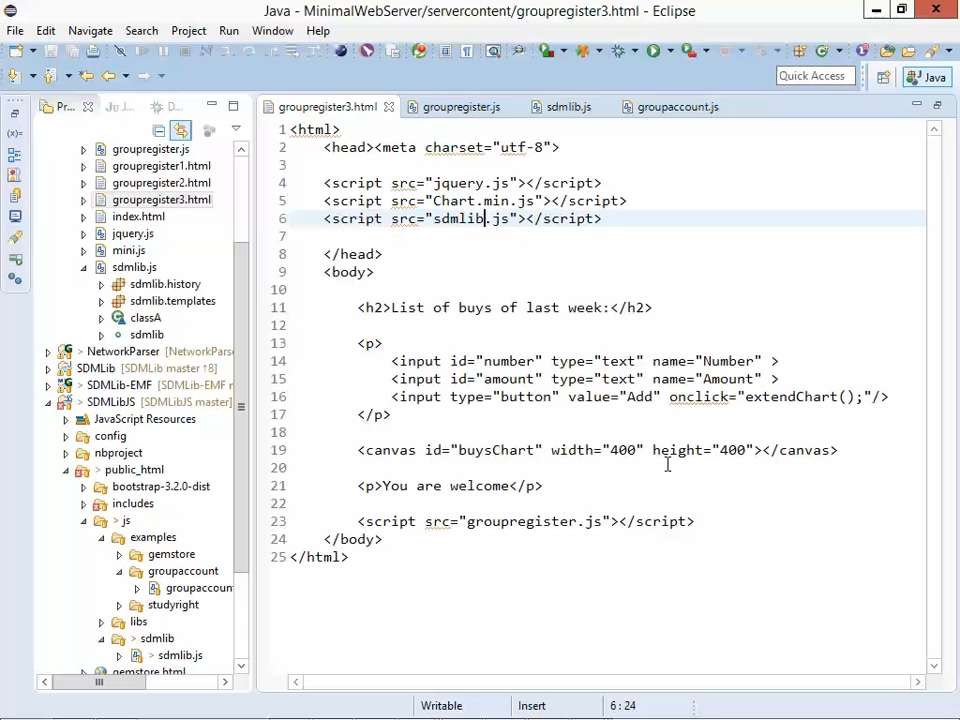 Java - MinimalWebServer/servercontent/groupregister3.html - Eclipse
File Edit Navigate Search Project Run Window Help
Quick Access
Java
Pr...
J...
D...
groupregister3.html
groupregister.js
sdmlib.js
groupaccount.js
groupregister.js
groupregister1.html
groupregister2.html
groupregister3.html
index.html
jquery.js
mini.js
sdmlib.js
sdmlib.history
sdmlib.templates
classA
sdmlib
> NetworkParser [NetworkPars
SDMLib [SDMLib master ↑8]
> SDMLib-EMF [SDMLib-EMF r
> SDMLibJS [SDMLibJS master]
JavaScript Resources
config
nbproject
> public_html
bootstrap-3.2.0-dist
includes
> js
examples
gemstore
groupaccount
groupaccoun
studyright
libs
> sdmlib
> sdmlib.js
gemstore.html
1 <html>
2 <head><meta charset="utf-8">
3
4 <script src="jquery.js"></script>
5 <script src="Chart.min.js"></script>
6 <script src="sdmlib.js"></script>
7
8 </head>
9 <body>
10
11 <h2>List of buys of last week:</h2>
12
13 <p>
14 <input id="number" type="text" name="Number" >
15 <input id="amount" type="text" name="Amount" >
16 <input type="button" value="Add" onclick="extendChart();"/>
17 </p>
18
19 <canvas id="buysChart" width="400" height="400"></canvas>
20
21 <p>You are welcome</p>
22
23 <script src="groupregister.js"></script>
24 </body>
25 </html>
Writable
Insert
6 : 24